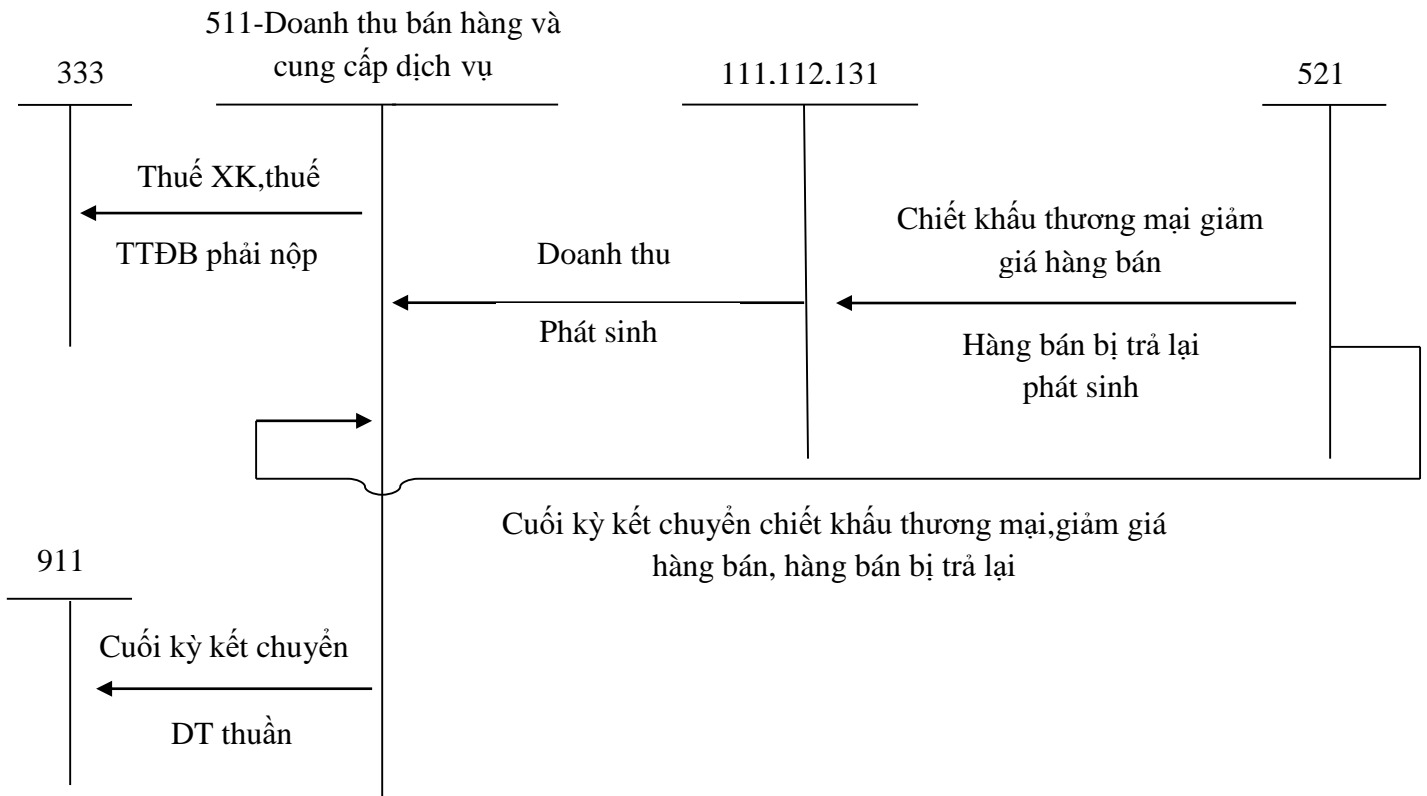 511-Doanh thu bán hàng và
cung cấp dịch vụ
333
111.112.131
521
Thuế XK,thuế
TTĐB phải nộp
Doanh thu
Phát sinh
Chiết khấu thương mại giảm
giá hàng bán
Hàng bán bị trả lại
phát sinh
Cuối kỳ kết chuyển chiết khấu thương mại,giảm giá
hàng bán, hàng bán bị trả lại
911
Cuối kỳ kết chuyển
DT thuần